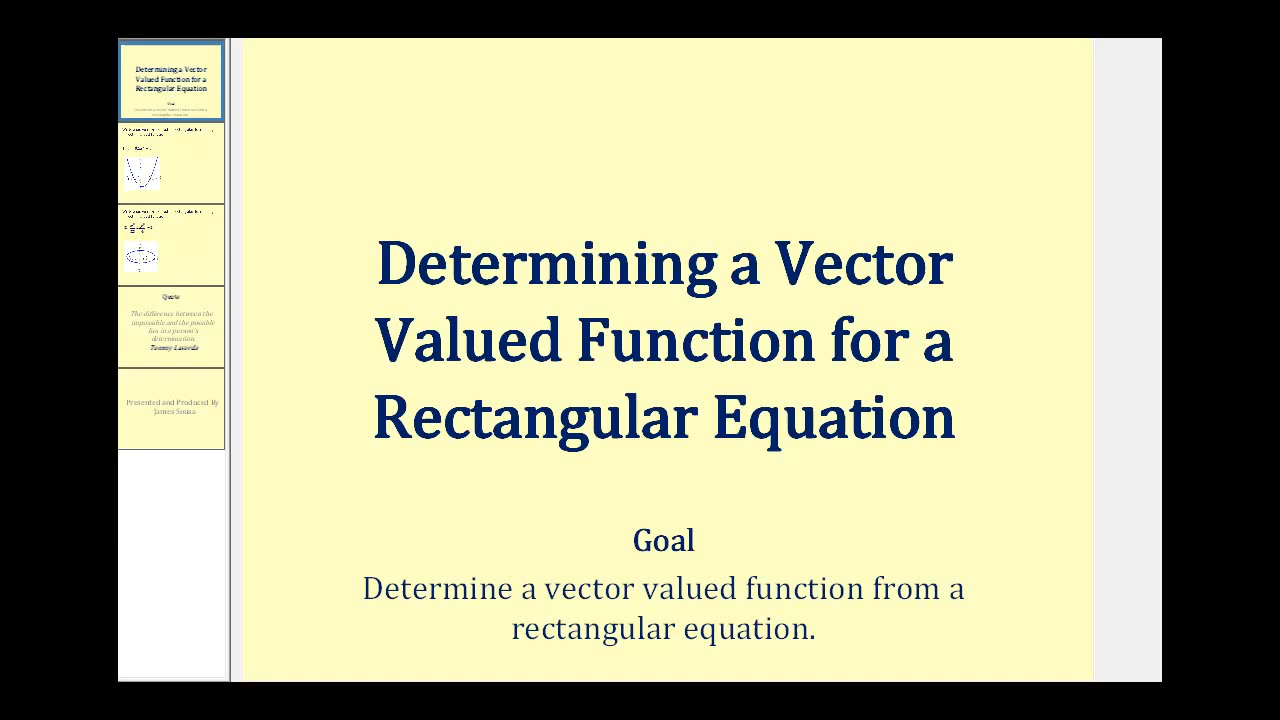 Determining a Vector
Valued Function for a
Rectangular Equation
Goal
Quote
The difference between the
impossible and the possible
lies in a person's
determination.
Tommy Lasorda
Presented and Produced By
James Sousa
Determining a Vector
Valued Function for a
Rectangular Equation
Goal
Determine a vector valued function from a
rectangular equation.